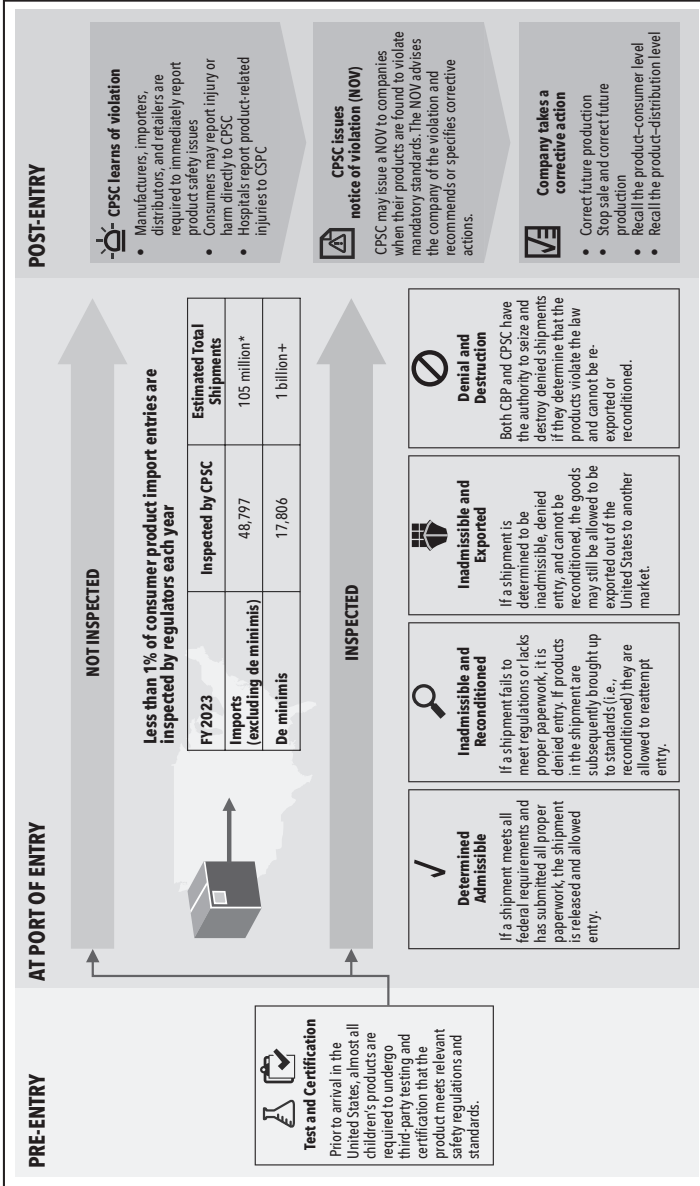 PRE-ENTRY
Test and Certification
Prior to arrival in the
United States, almost all
children's products are
required to undergo
third-party testing and
certification that the
product meets relevant
safety regulations and
standards.
AT PORT OF ENTRY
NOT INSPECTED
Less than 1% of consumer product import entries are
inspected by regulators each year
FY2023 Inspected by CPSC Estimated Total
Shipments
Imports
(excluding de minimis) 48,797 105 million*
De minimis 17,806 1 billion+
INSPECTED
Determined
Admissible
If a shipment meets all
federal requirements and
has submitted all proper
paperwork, the shipment
is released and allowed
entry.
Inadmissible and
Reconditioned
If a shipment fails to
meet regulations or lacks
proper paperwork, it is
denied entry. If products
in the shipment are
subsequently brought up
to standards (i.e.,
reconditioned) they are
allowed to reattempt
entry.
Inadmissible and
Exported
If a shipment is
determined to be
inadmissible, denied
entry, and cannot be
reconditioned, the goods
may still be allowed to be
exported out of the
United States to another
market.
Denial and
Destruction
Both CBP and CPSC have
the authority to seize and
destroy denied shipments
if they determine that the
products violate the law
and cannot be re-
exported or
reconditioned.
POST-ENTRY
CPSC learns of violation
• Manufacturers, importers,
distributors, and retailers are
required to immediately report
product safety issues
• Consumers may report injury or
harm directly to CPSC
• Hospitals report product-related
injuries to CSPC
CPSC issues
notice of violation (NOV)
CPSC may issue a NOV to companies
when their products are found to violate
mandatory standards. The NOV advises
the company of the violation and
recommends or specifies corrective
actions.
Company takes a
corrective action
• Correct future production
• Stop sale and correct future
production
• Recall the product–consumer level
• Recall the product–distribution level